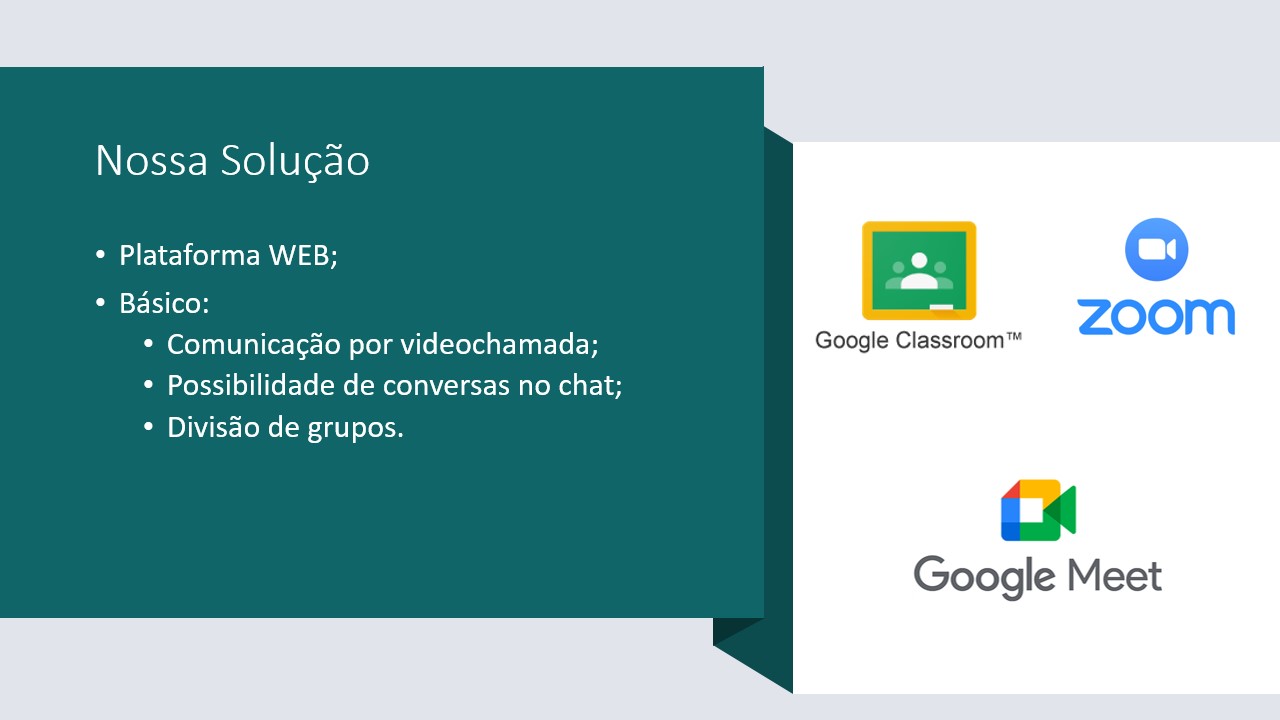 Nossa Solução
• Plataforma WEB;
• Básico:
• Comunicação por videochamada;
• Possibilidade de conversas no chat;
• Divisão de grupos.
Google Classroom™
zoom
Google Meet